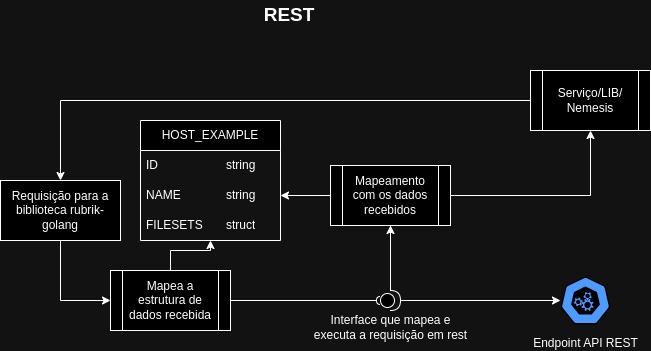 REST
Serviço/LIB/
Nemesis
HOST_EXAMPLE
ID string
NAME string
FILESETS struct
Requisição para a
biblioteca rubrik-
golang
Mapeamento
com os dados
recebidos
Mapea a
estrutura de
dados recebida
Interface que mapea e
executa a requisição em rest
Endpoint API REST